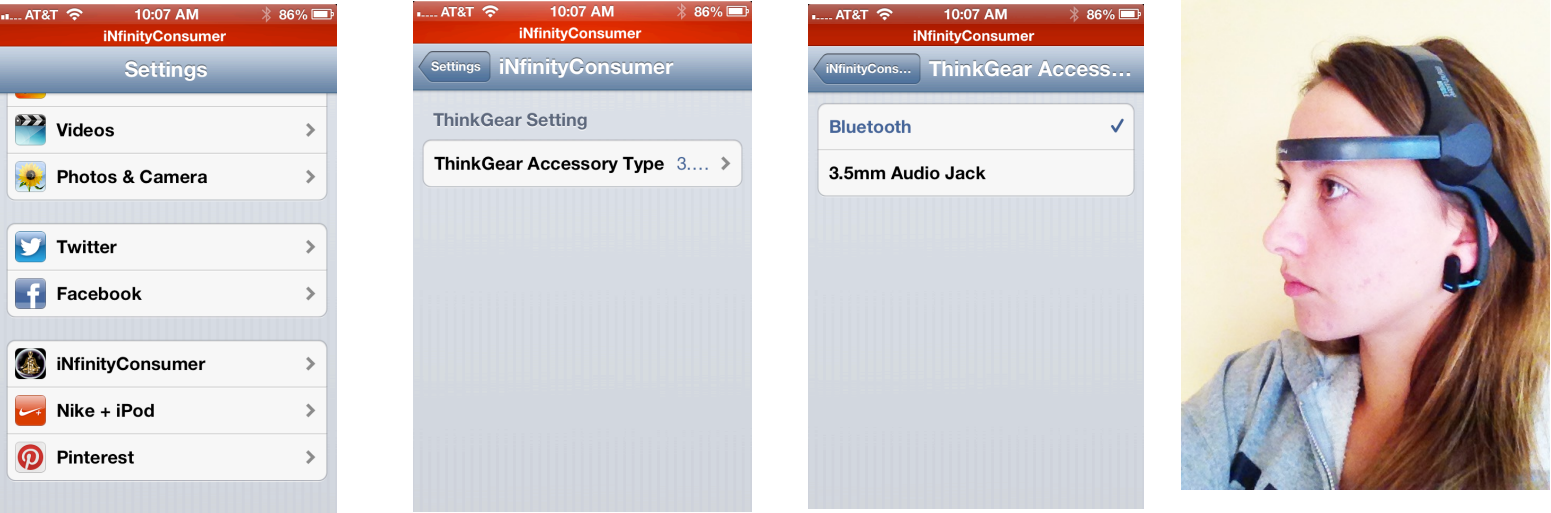 AT&T 10:07 AM 86%
iNfinityConsumer
Settings
Videos
Photos & Camera
Twitter
Facebook
iNfinityConsumer
Nike + iPod
Pinterest
AT&T 10:07 AM 86%
iNfinityConsumer
Settings iNfinityConsumer
ThinkGear Setting
ThinkGear Accessory Type 3....
AT&T 10:07 AM 86%
iNfinityConsumer
iNfinityCons... ThinkGear Access...
Bluetooth
3.5mm Audio Jack